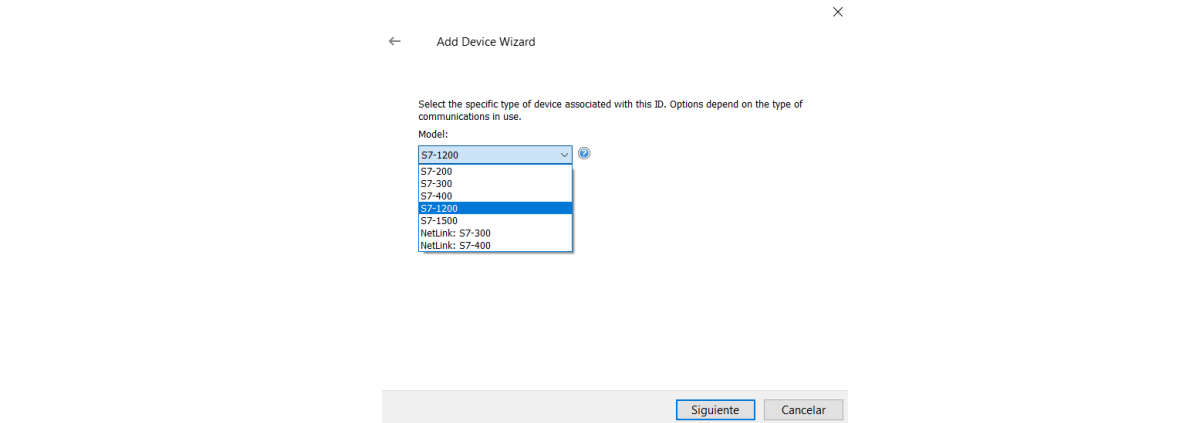 Add Device Wizard
Select the specific type of device associated with this ID. Options depend on the type of
communications in use.
Model:
S7-1200
S7-200
S7-300
S7-400
S7-1200
S7-1500
NetLink: S7-300
NetLink: S7-400
Siguiente
Cancelar